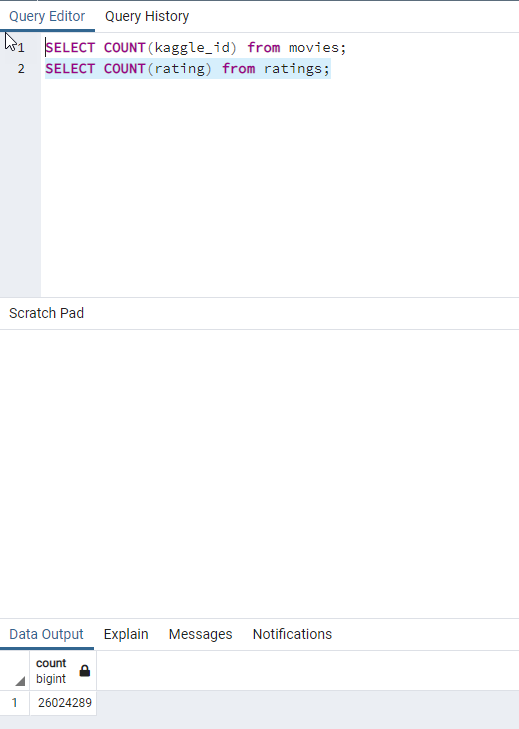 Query Editor Query History
1 SELECT COUNT(kaggle_id) from movies;
2 SELECT COUNT(rating) from ratings;
Scratch Pad
Data Output Explain Messages Notifications
count
bigint
1 26024289